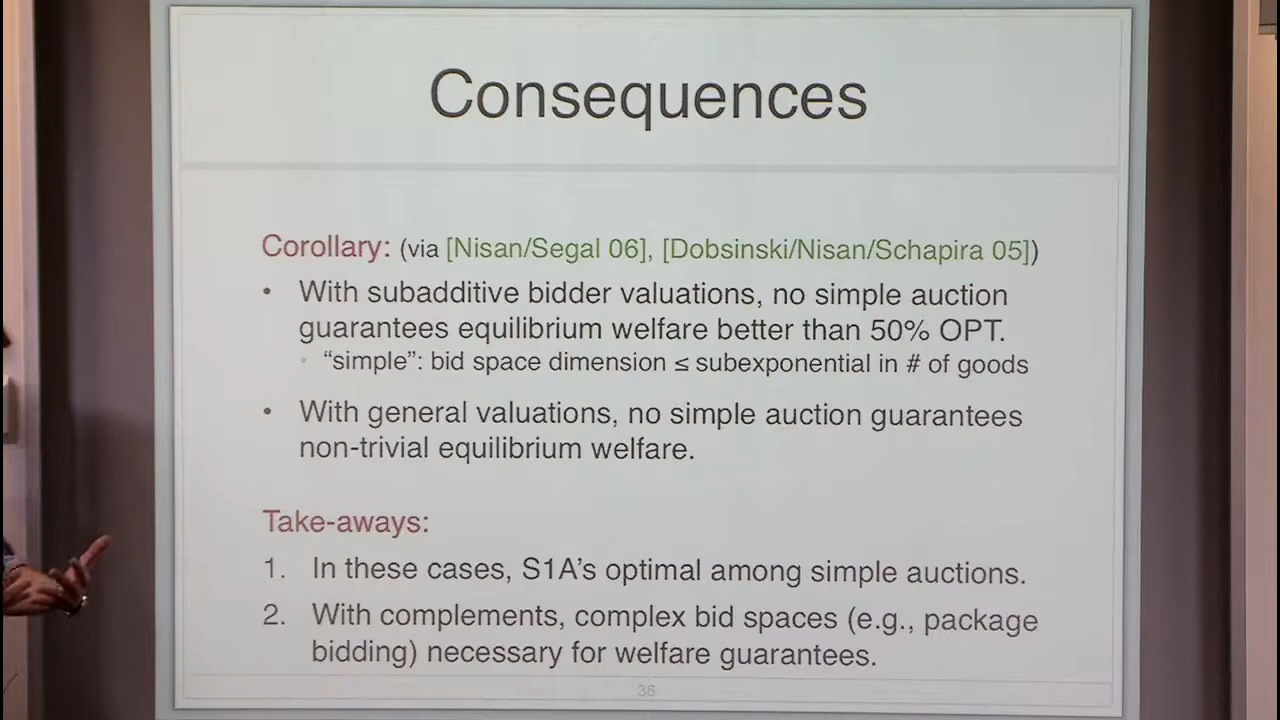 Consequences
Corollary: (via [Nisan/Segal 06], [Dobsinski/Nisan/Schapira 05])
• With subadditive bidder valuations, no simple auction
guarantees equilibrium welfare better than 50% OPT.
• “simple”: bid space dimension ≤ subexponential in # of goods
• With general valuations, no simple auction guarantees
non-trivial equilibrium welfare.
Take-aways:
1. In these cases, S1A’s optimal among simple auctions.
2. With complements, complex bid spaces (e.g., package
bidding) necessary for welfare guarantees.
36